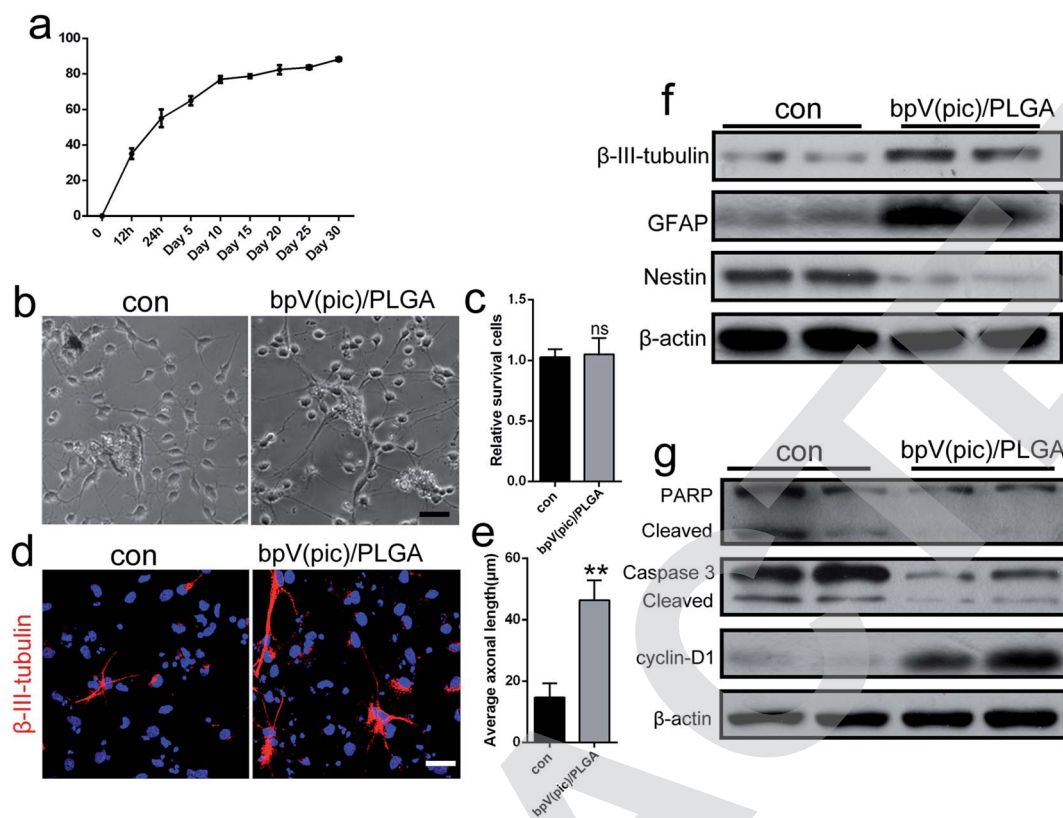 a
100
80
60
40
20
0
0
12h
24h
Day 5
Day 10
Day 15
Day 20
Day 25
Day 30
b
con
bpV(pic)/PLGA
c
Relative survival cells
1.5
1.0
0.5
0.0
ns
con
bpV(pic)/PLGA
d
con
bpV(pic)/PLGA
β-III-tubulin
e
Average axonal length(μm)
60
40
20
0
**
con
bpV(pic)/PLGA
f
con
bpV(pic)/PLGA
β-III-tubulin
GFAP
Nestin
β-actin
g
con
bpV(pic)/PLGA
PARP
Cleaved
Caspase 3
Cleaved
cyclin-D1
β-actin